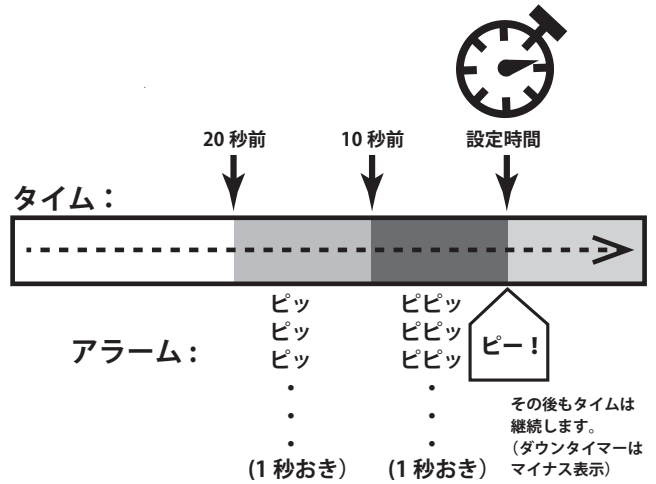 20 秒前
10 秒前
設定時間
タイム：
アラーム：
ピッ
ピッ
ピッ
・
・
・
(1 秒おき）
ピピッ
ピピッ
ピピッ
・
・
・
(1 秒おき）
ピー！
その後もタイムは
継続します。
（ダウンタイマーは
マイナス表示）